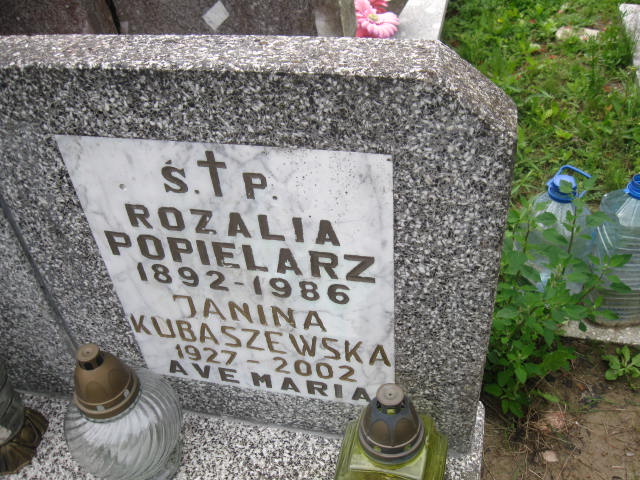 Ś. P.
ROZALIA
POPIELARZ
1892-1986
JANINA
KUBASZEWSKA
1927-2002
AVE MARIA